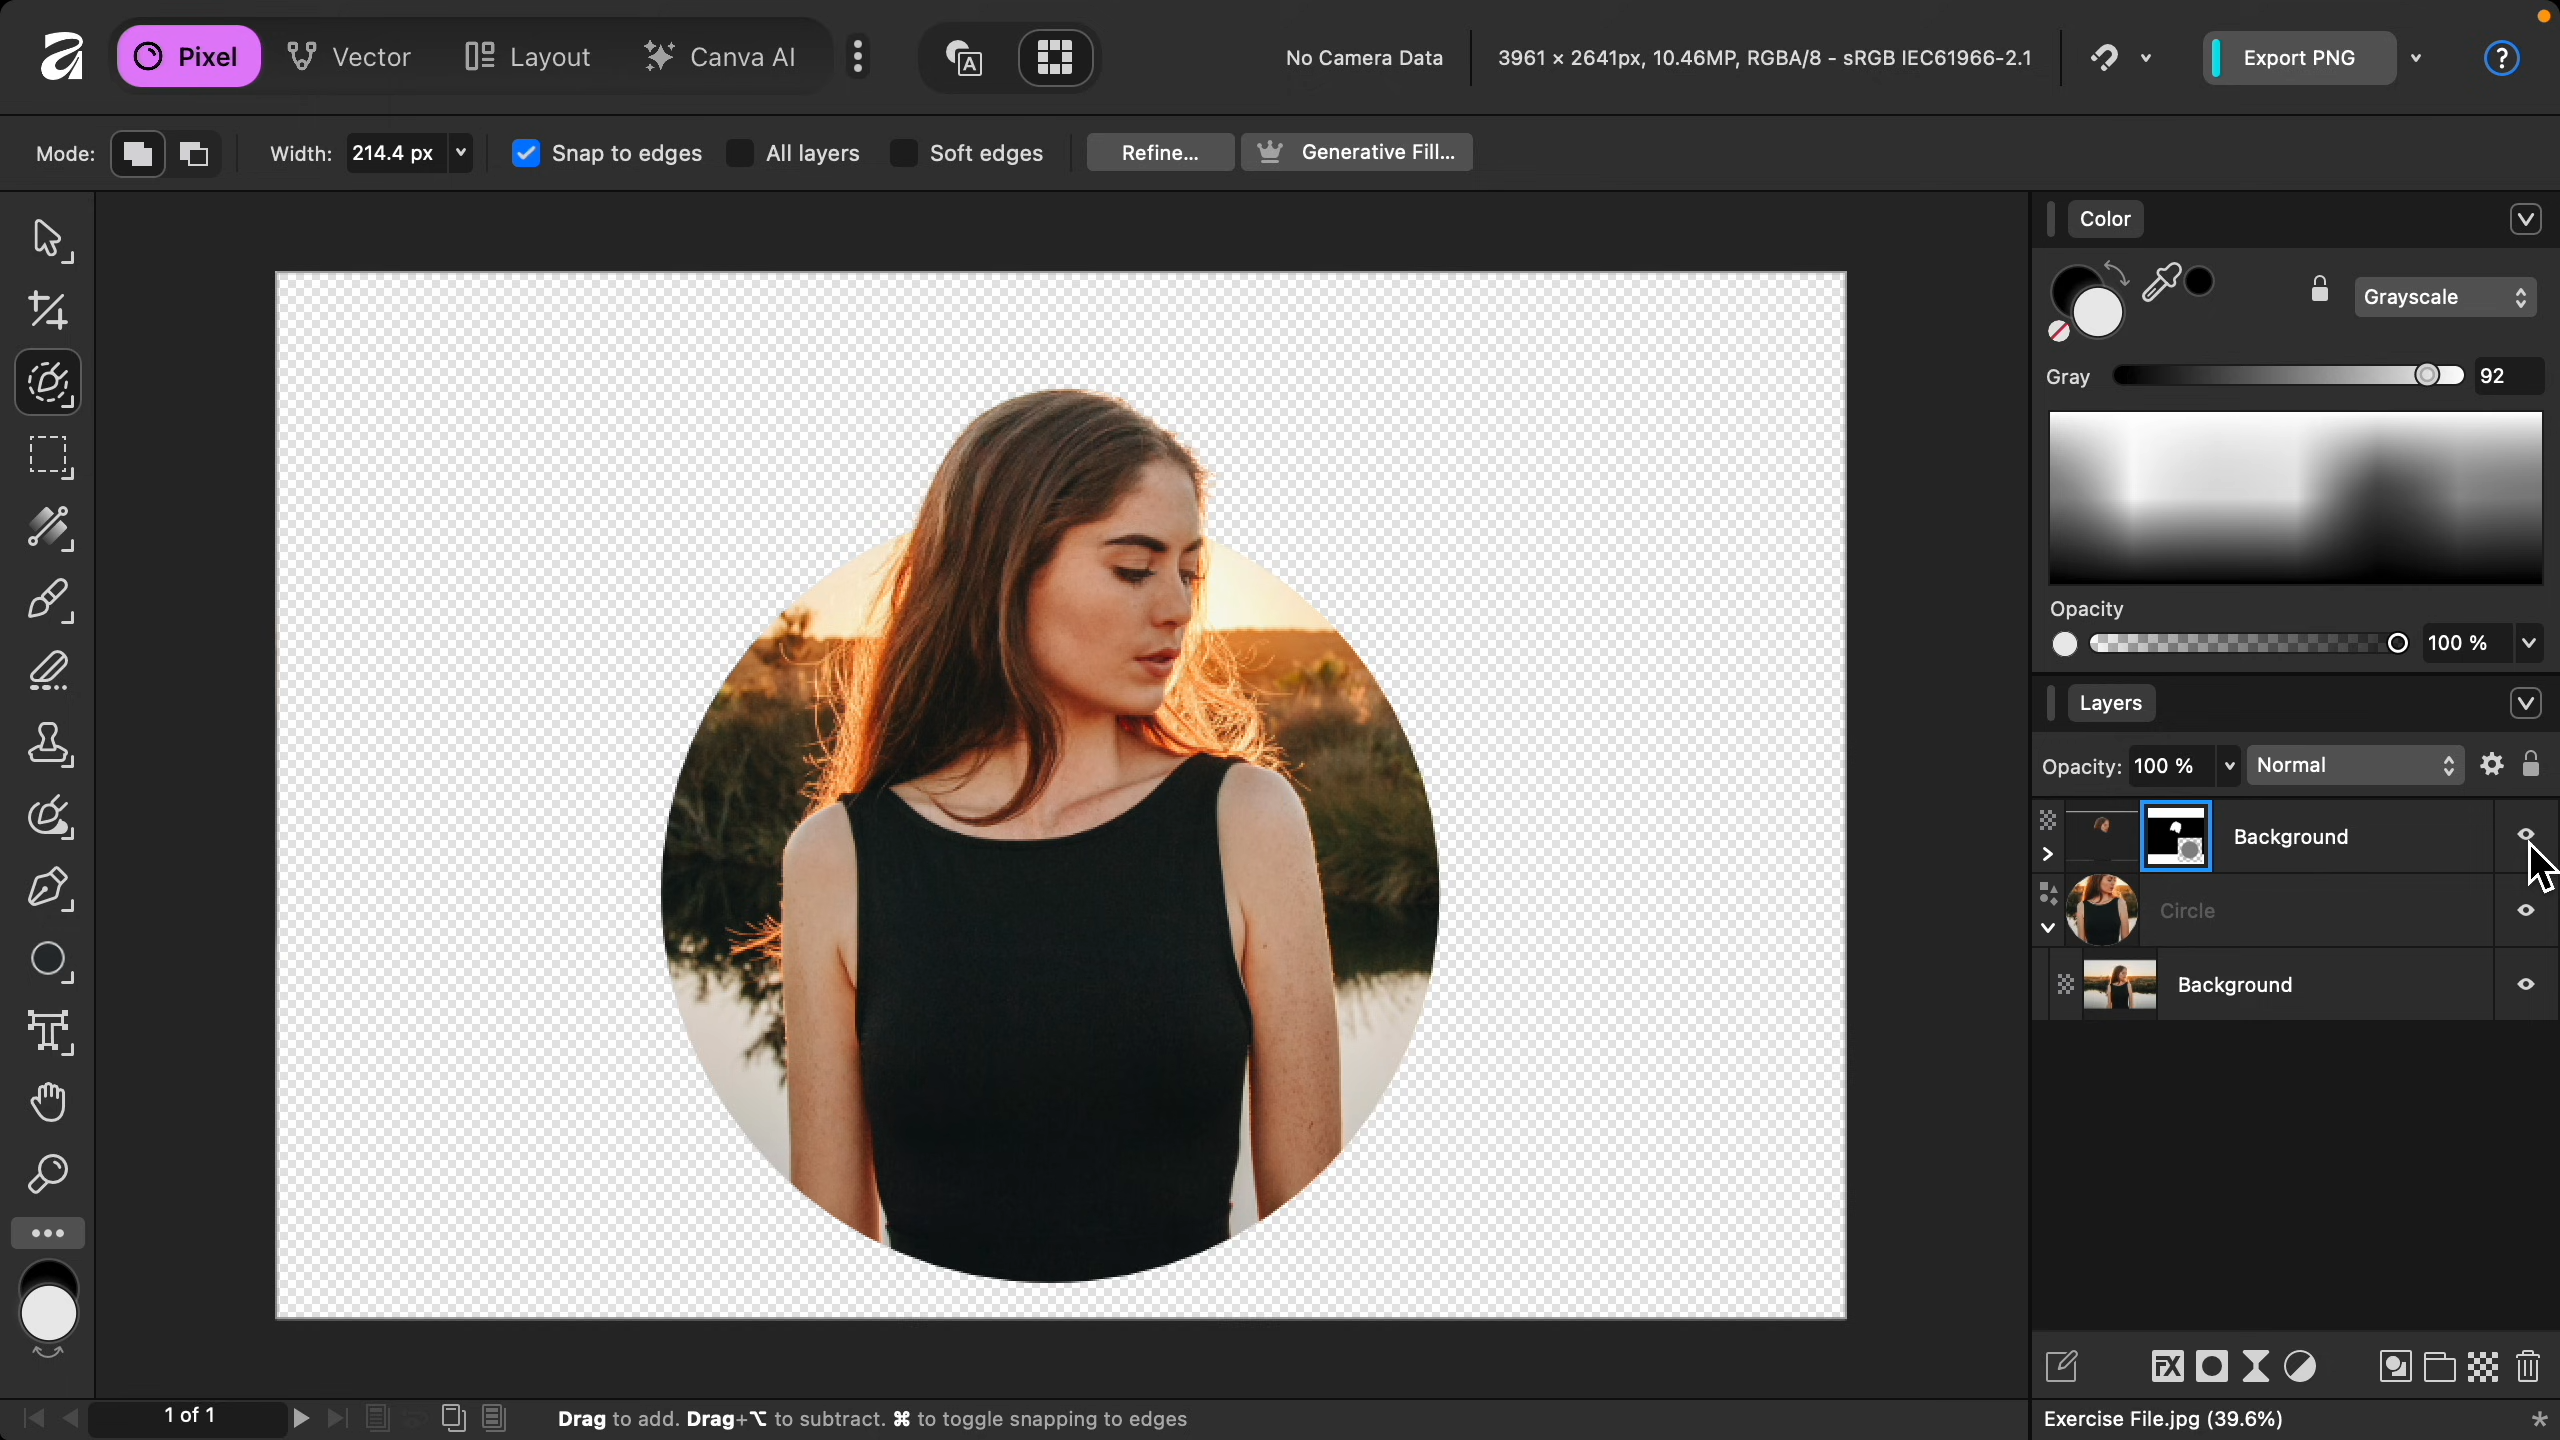 Pixel Vector Layout Canva AI A No Camera Data 3961 × 2641px, 10.46MP, RGBA/8 - sRGB IEC61966-2.1 Export PNG ?
Mode: Width: 214.4 px Snap to edges All layers Soft edges Refine... Generative Fill...
Color
Grayscale
Gray 92
Opacity
100 %
Layers
Opacity: 100 % Normal
Background
Circle
Background
FX
1 of 1 Drag to add. Drag+⌥ to subtract. ⌘ to toggle snapping to edges Exercise File.jpg (39.6%) *